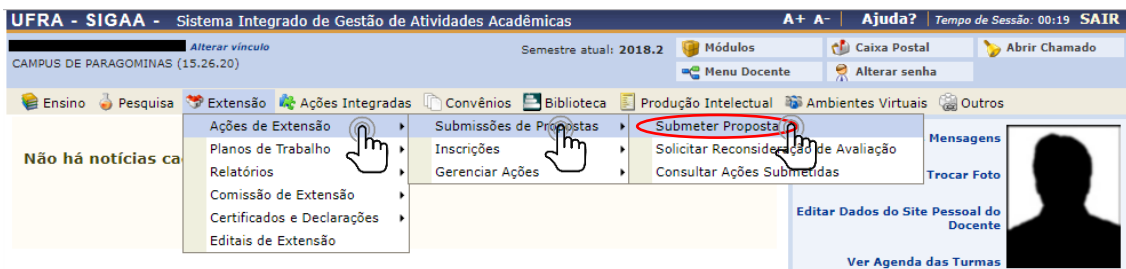 UFRA - SIGAA - Sistema Integrado de Gestão de Atividades Acadêmicas A+ A- | Ajuda? | Tempo de Sessão: 00:19 SAIR
Alterar vínculo
CAMPUS DE PARAGOMINAS (15.26.20)
Semestre atual: 2018.2
Módulos Caixa Postal Abrir Chamado
Menu Docente Alterar senha
Ensino Pesquisa Extensão Ações Integradas Convênios Biblioteca Produção Intelectual Ambientes Virtuais Outros
Ações de Extensão Submissões de Propostas Submeter Proposta
Planos de Trabalho Inscrições Solicitar Reconsideração de Avaliação
Relatórios Gerenciar Ações Consultar Ações Submetidas
Comissão de Extensão
Certificados e Declarações
Editais de Extensão
Não há notícias ca
Mensagens
Trocar Foto
Editar Dados do Site Pessoal do
Docente
Ver Agenda das Turmas